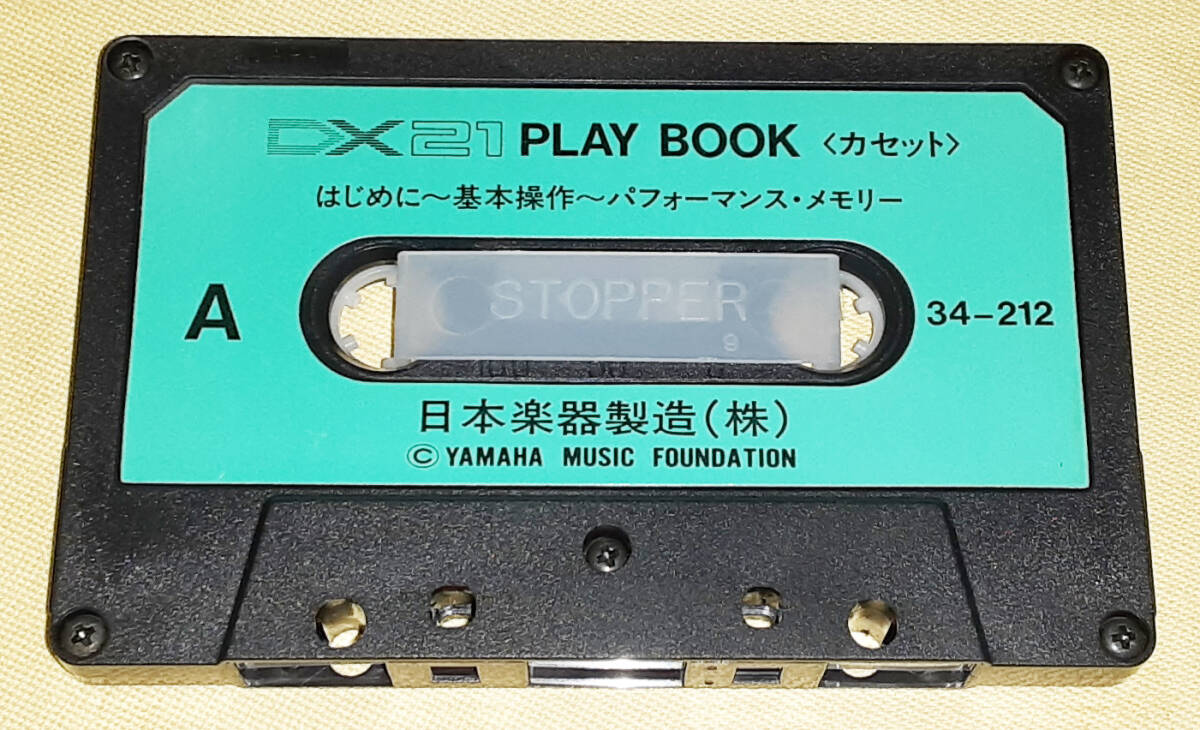 DX21 PLAY BOOK 〈カセット〉
はじめに～基本操作～パフォーマンス・メモリー
A
STOPPER
9
34-212
日本楽器製造(株)
© YAMAHA MUSIC FOUNDATION